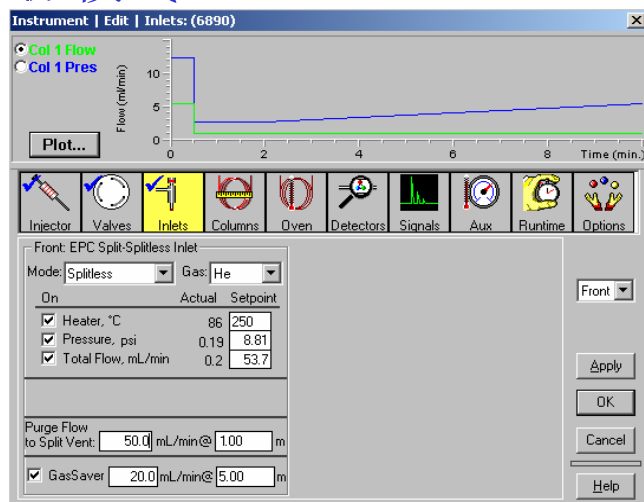 Instrument | Edit | Inlets: (6890)
Col 1 Flow
Col 1 Pres
Flow (ml/min)
10
5
0
Plot...
0 2 4 6 8 Time (min.)
Injector Valves Inlets Columns Oven Detectors Signals Aux Runtime Options
Front: EPC Split-Splitless Inlet
Mode: Splitless Gas: He
On Actual Setpoint
Heater, °C 86 250
Pressure, psi 0.19 8.81
Total Flow, mL/min 0.2 53.7
Purge Flow
to Split Vent: 50.0 mL/min@ 1.00 m
GasSaver 20.0 mL/min@ 5.00 m
Front
Apply
OK
Cancel
Help